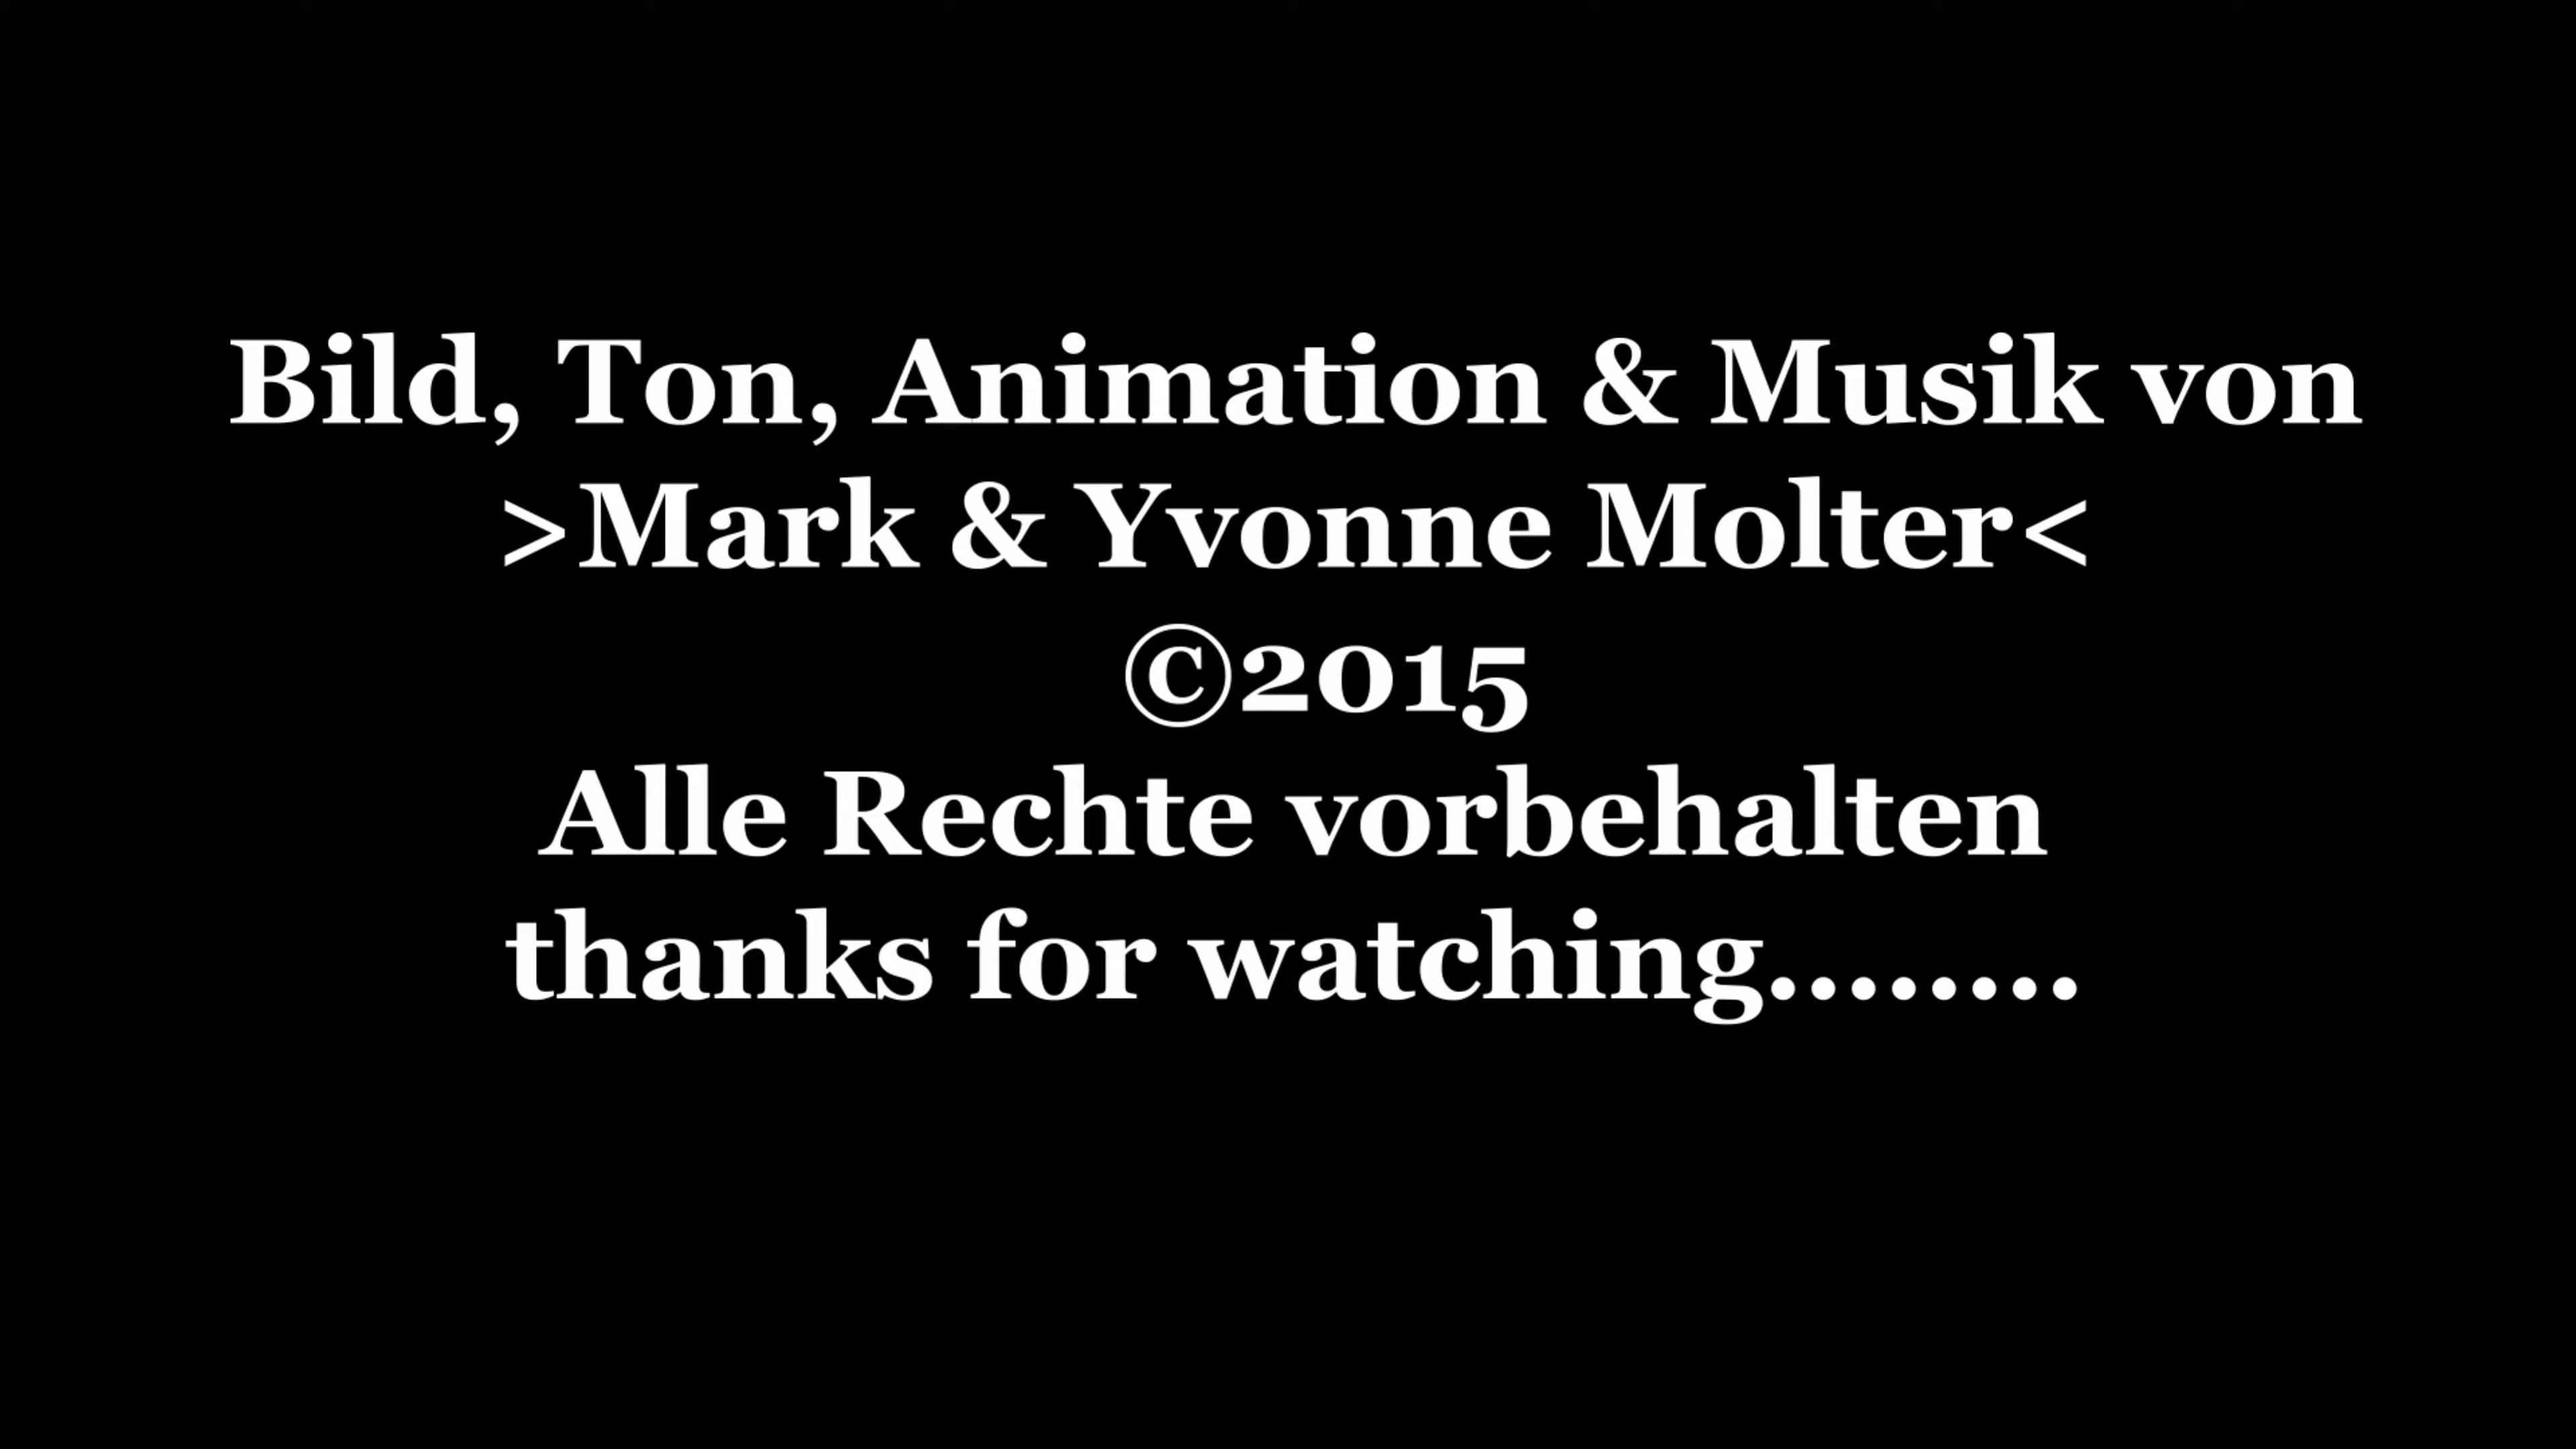 Bild, Ton, Animation & Musik von
>Mark & Yvonne Molter<
©2015
Alle Rechte vorbehalten
thanks for watching........